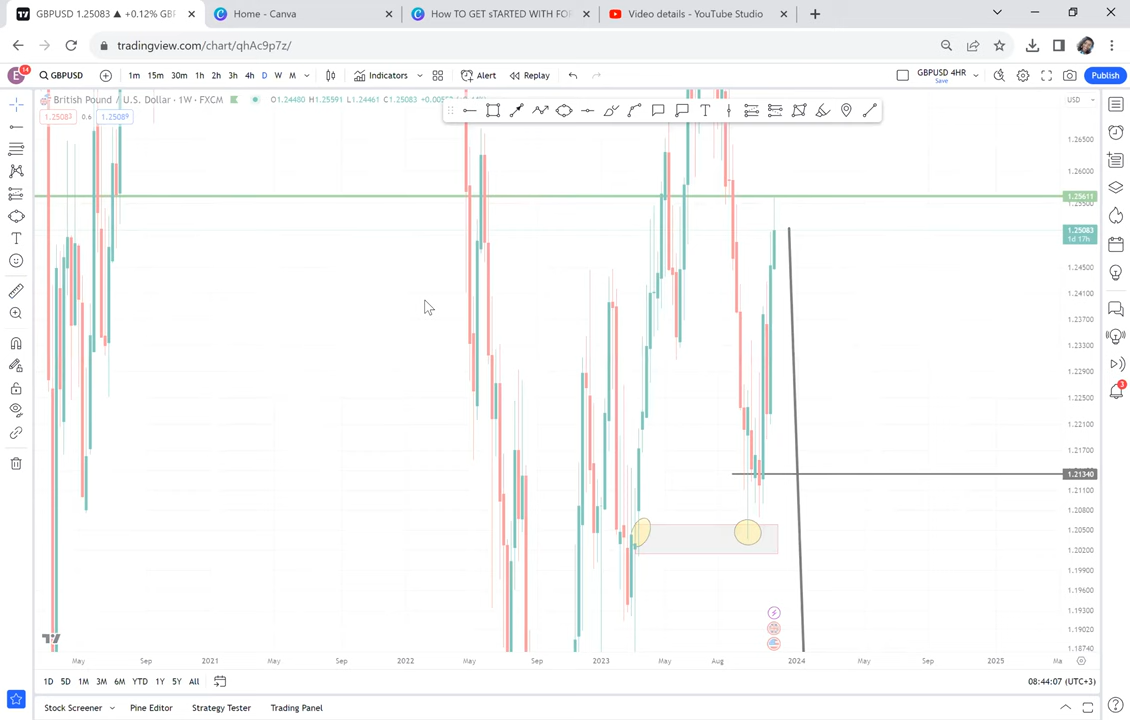 GBPUSD 1.25083 ▲ +0.12% GBF
Home - Canva
How TO GET sTARTED WITH FOR
Video details - YouTube Studio
tradingview.com/chart/qhAc9p7z/
E 14
GBPUSD
1m 15m 30m 1h 2h 3h 4h D W M
Indicators
Alert
Replay
GBPUSD 4HR
Save
Publish
British Pound / U.S. Dollar · 1W · FXCM
O1.24480 H1.25591 L1.24461 C1.25083
1.25083 0.6 1.25089
USD
1.26500
1.26000
1.25611
1.25500
1.25083
1d 17h
1.24500
1.24100
1.23700
1.23300
1.22900
1.22500
1.22100
1.21700
1.21340
1.21100
1.20800
1.20500
1.20200
1.19900
1.19600
1.19300
1.19020
1.18740
May Sep 2021 May Sep 2022 May Sep 2023 May Aug 2024 May Sep 2025 Ma
1D 5D 1M 3M 6M YTD 1Y 5Y All
08:44:07 (UTC+3)
Stock Screener
Pine Editor
Strategy Tester
Trading Panel
3